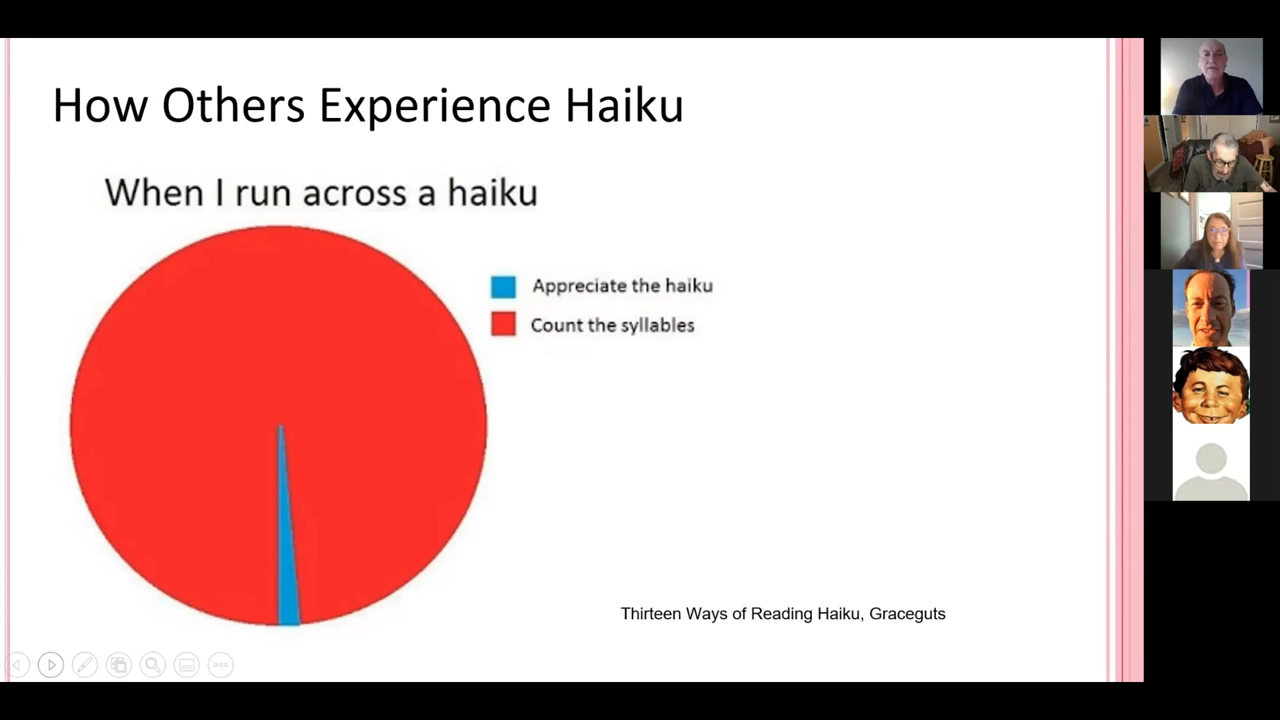 How Others Experience Haiku
When I run across a haiku
Appreciate the haiku
Count the syllables
Thirteen Ways of Reading Haiku, Graceguts